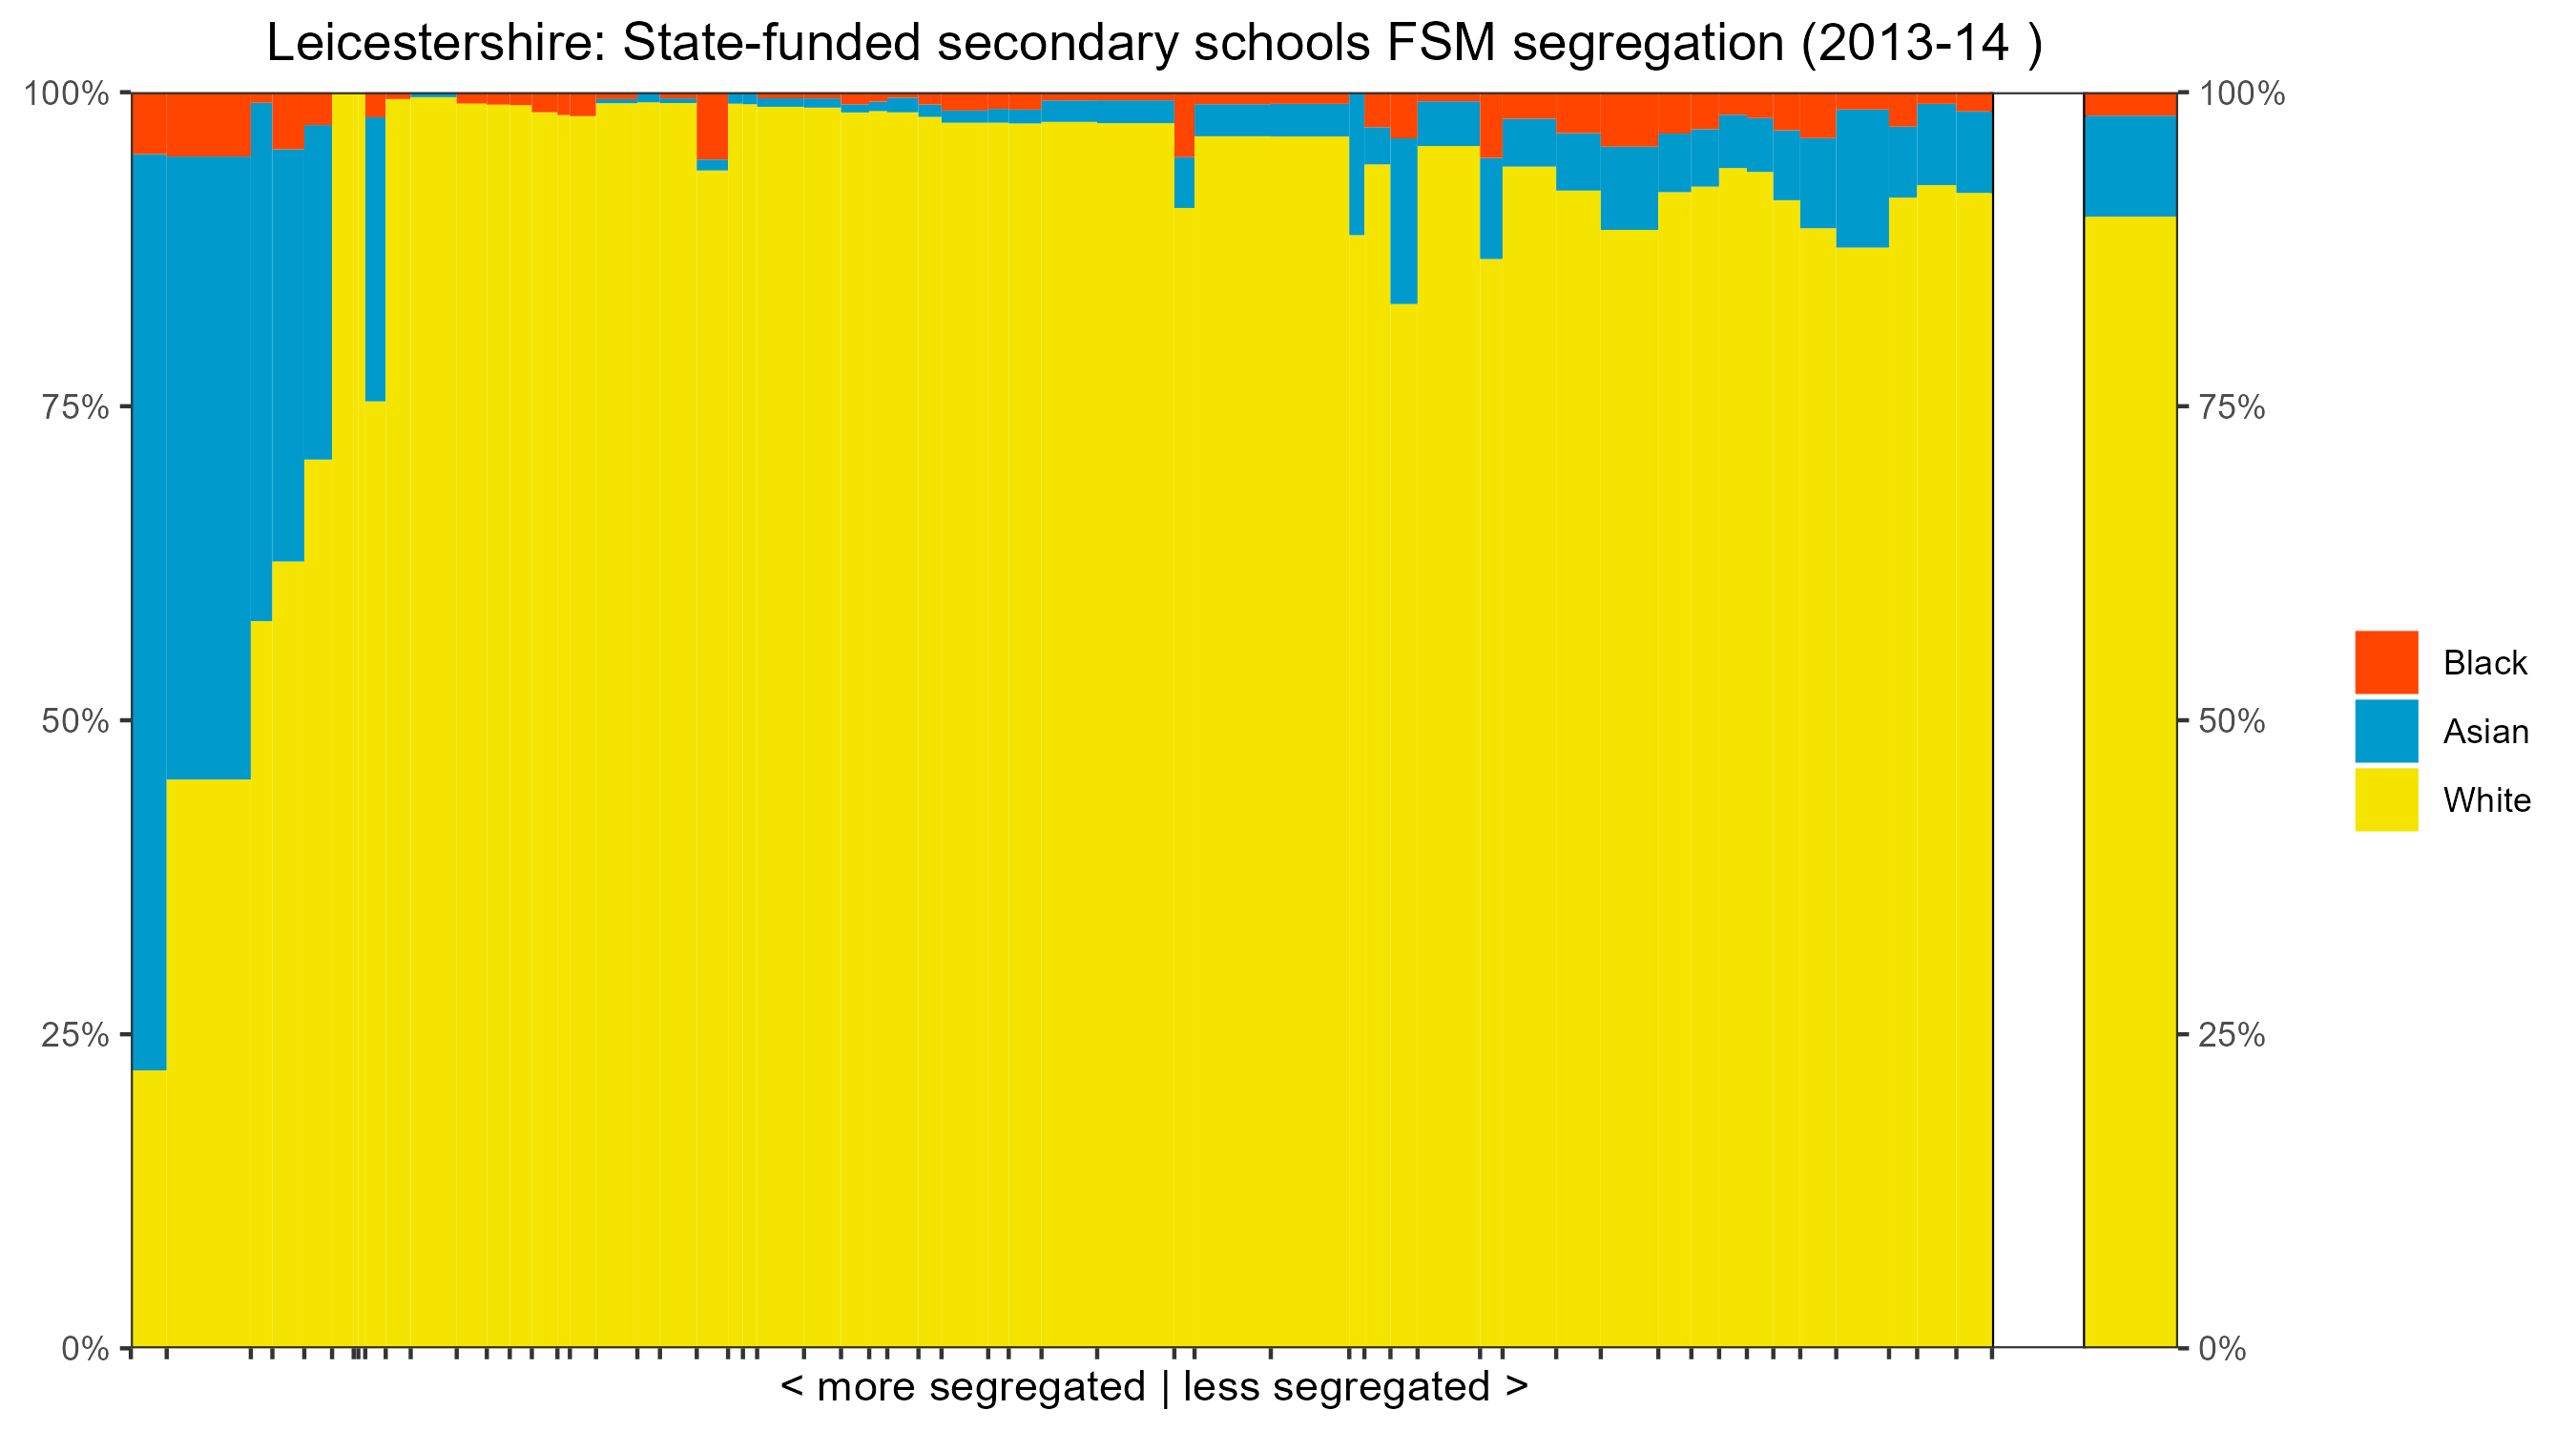 Leicestershire: State-funded secondary schools FSM segregation (2013-14 )
100%
75%
50%
25%
0%
100%
75%
50%
25%
0%
Black
Asian
White
< more segregated | less segregated >